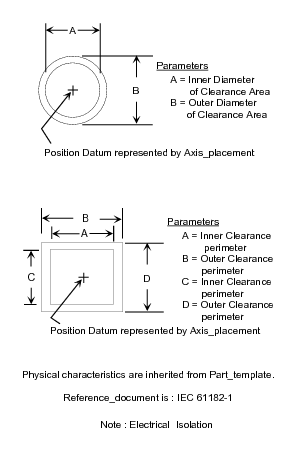 A
B
Parameters
A = Inner Diameter
of Clearance Area
B = Outer Diameter
of Clearance Area
Position Datum represented by Axis_placement
B
A
C
D
Parameters
A = Inner Clearance
perimeter
B = Outer Clearance
perimeter
C = Inner Clearance
perimeter
D = Outer Clearance
perimeter
Position Datum represented by Axis_placement
Physical characteristics are inherited from Part_template.
Reference_document is : IEC 61182-1
Note : Electrical Isolation